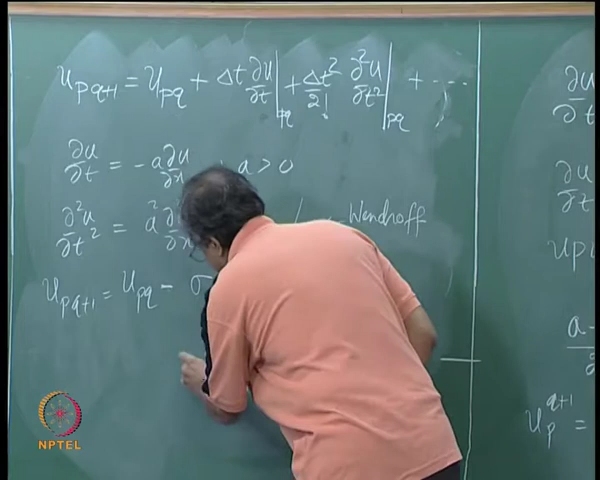 u_{pq+1} = u_{pq} + Δt ∂u/∂t|_{pq} + Δt²/2! ∂²u/∂t²|_{pq} + ....
∂u/∂t = -a ∂u/∂x a > 0
∂²u/∂t² = a² ∂
Wendroff
u_{pq+1} = u_{pq} - σ
∂u
∂t
∂u
∂t
a -
u_p^{q+1} =
NPTEL